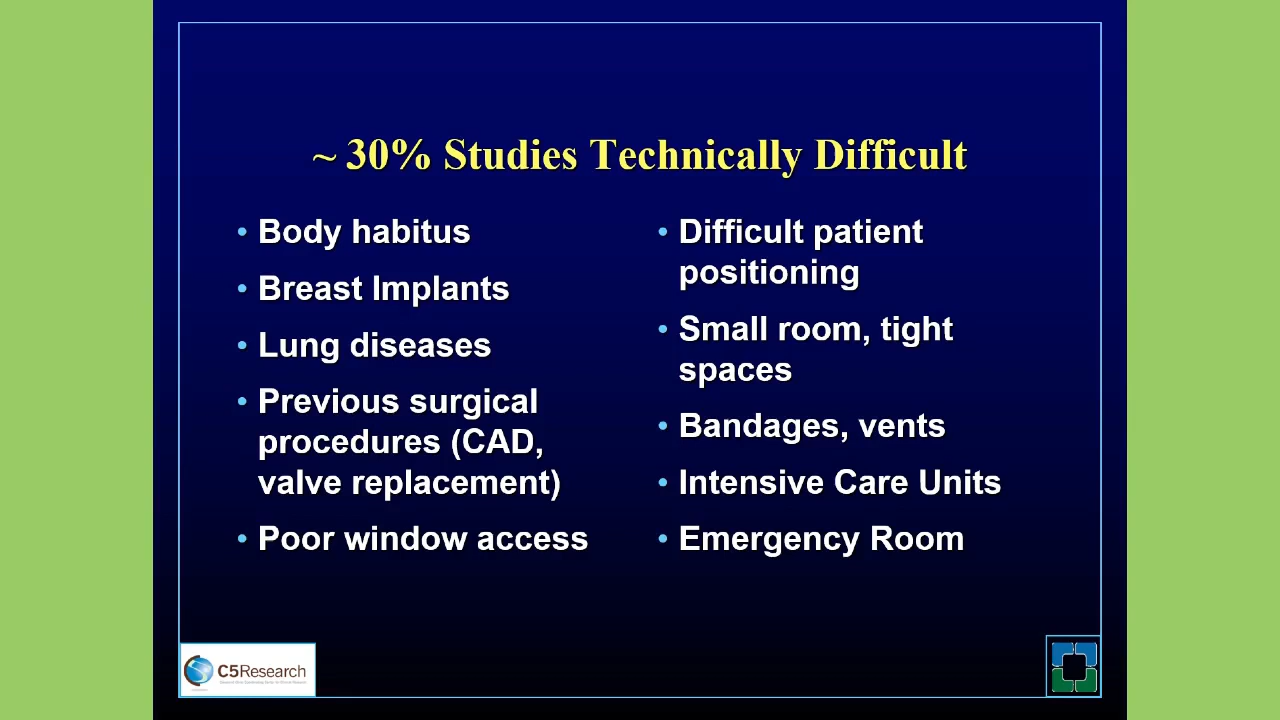 ~ 30% Studies Technically Difficult
• Body habitus
• Breast Implants
• Lung diseases
• Previous surgical
procedures (CAD,
valve replacement)
• Poor window access
• Difficult patient
positioning
• Small room, tight
spaces
• Bandages, vents
• Intensive Care Units
• Emergency Room
C5Research